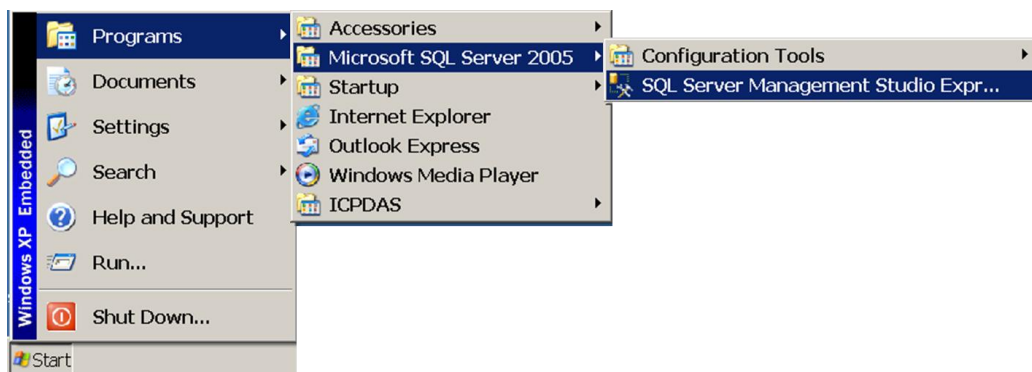 Windows XP Embedded
Programs
Documents
Settings
Search
Help and Support
Run...
Shut Down...
Start
Accessories
Microsoft SQL Server 2005
Startup
Internet Explorer
Outlook Express
Windows Media Player
ICPDAS
Configuration Tools
SQL Server Management Studio Expr...